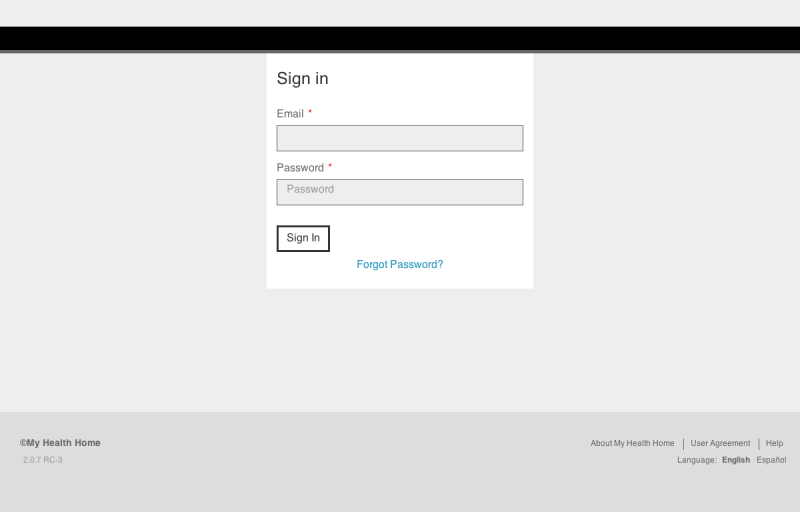 Sign in
Email *
Password *
Password
Sign In
Forgot Password?
©My Health Home
About My Health Home | User Agreement | Help
2.0.7 RC-3
Language: English Español